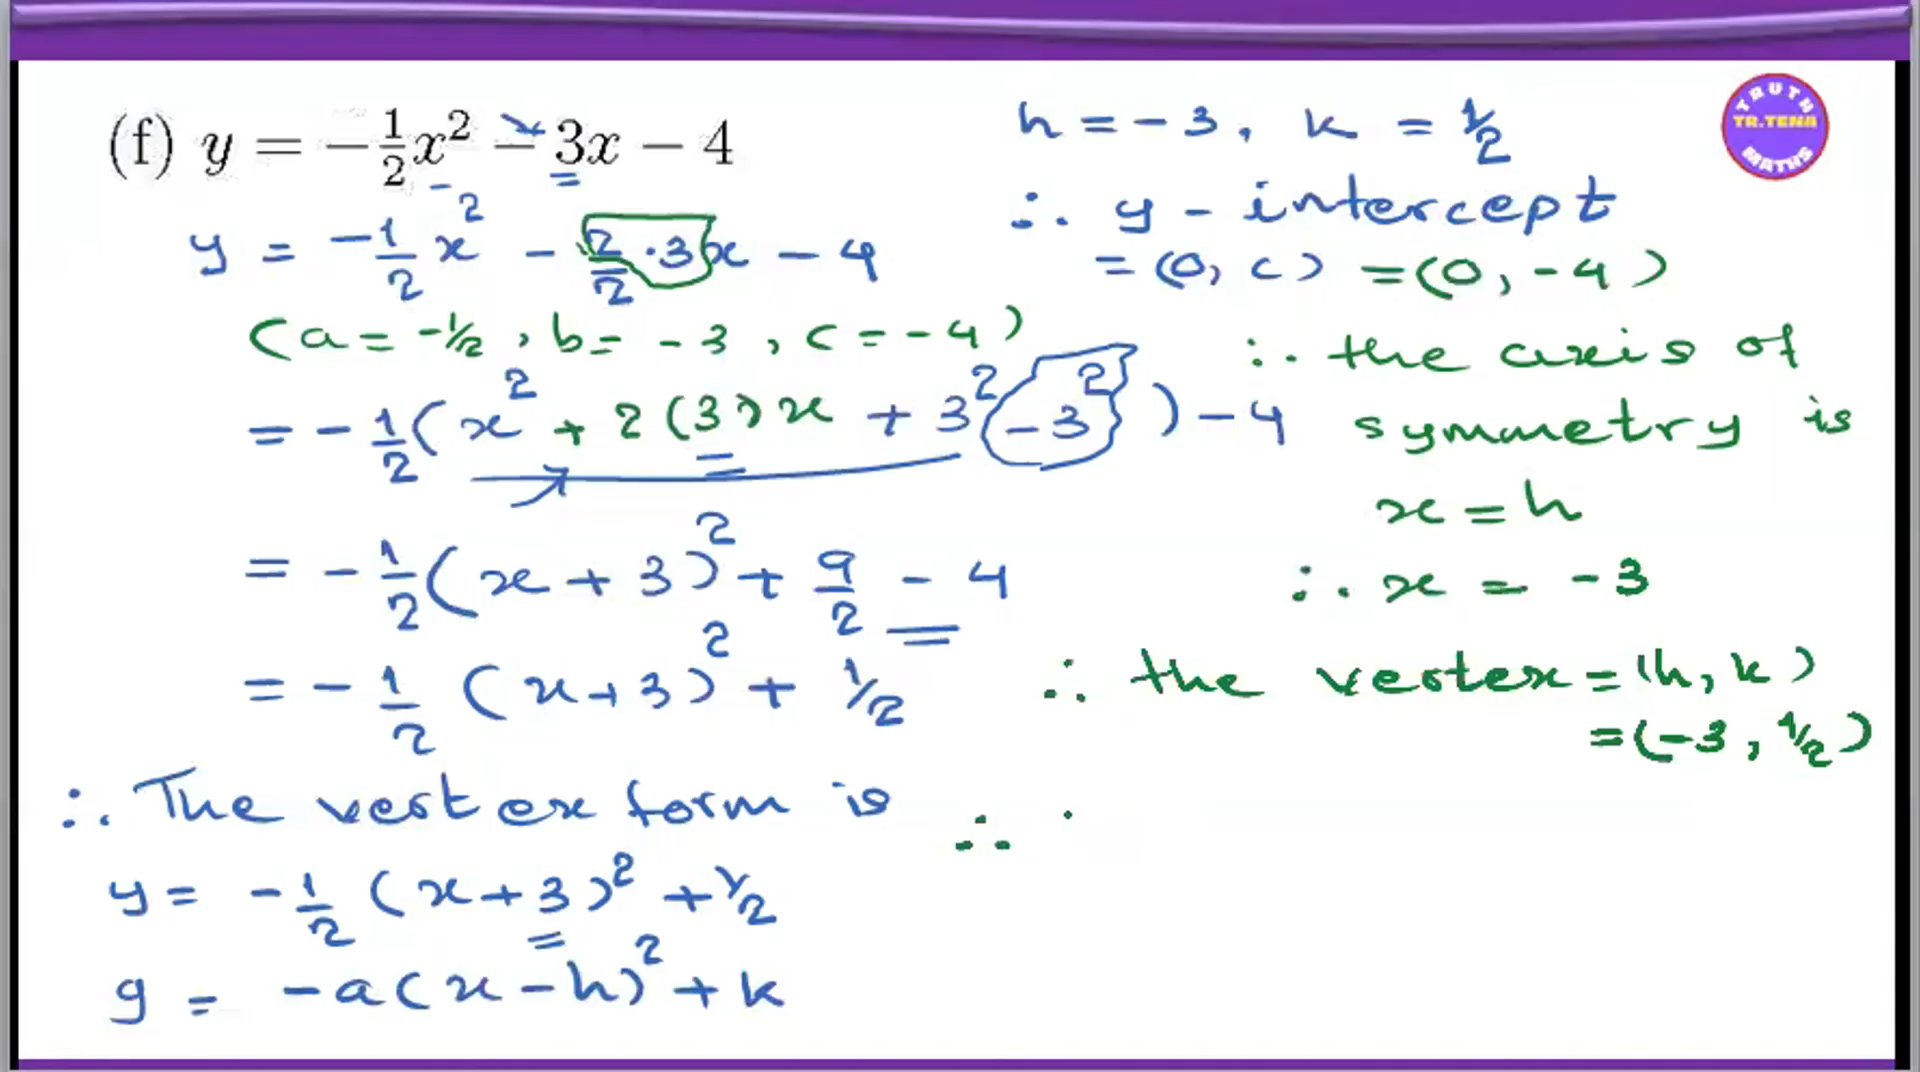 (f) y = -1/2x² - 3x - 4
y = -1/2 x² - 2/2 · 3x - 4
(a = -1/2, b = -3, c = -4)
= -1/2 (x² + 2(3)x + 3² - 3²) - 4
= -1/2 (x + 3)² + 9/2 - 4
= -1/2 (x + 3)² + 1/2
∴ The vertex form is
y = -1/2 (x + 3)² + 1/2
y = -a(x - h)² + k
h = -3, k = 1/2
∴ y - intercept
= (0, c) = (0, -4)
∴ the axis of
symmetry is
x = h
∴ x = -3
∴ the vertex = (h, k)
= (-3, 1/2)
∴
TRUTH
TR.TENA
MATHS